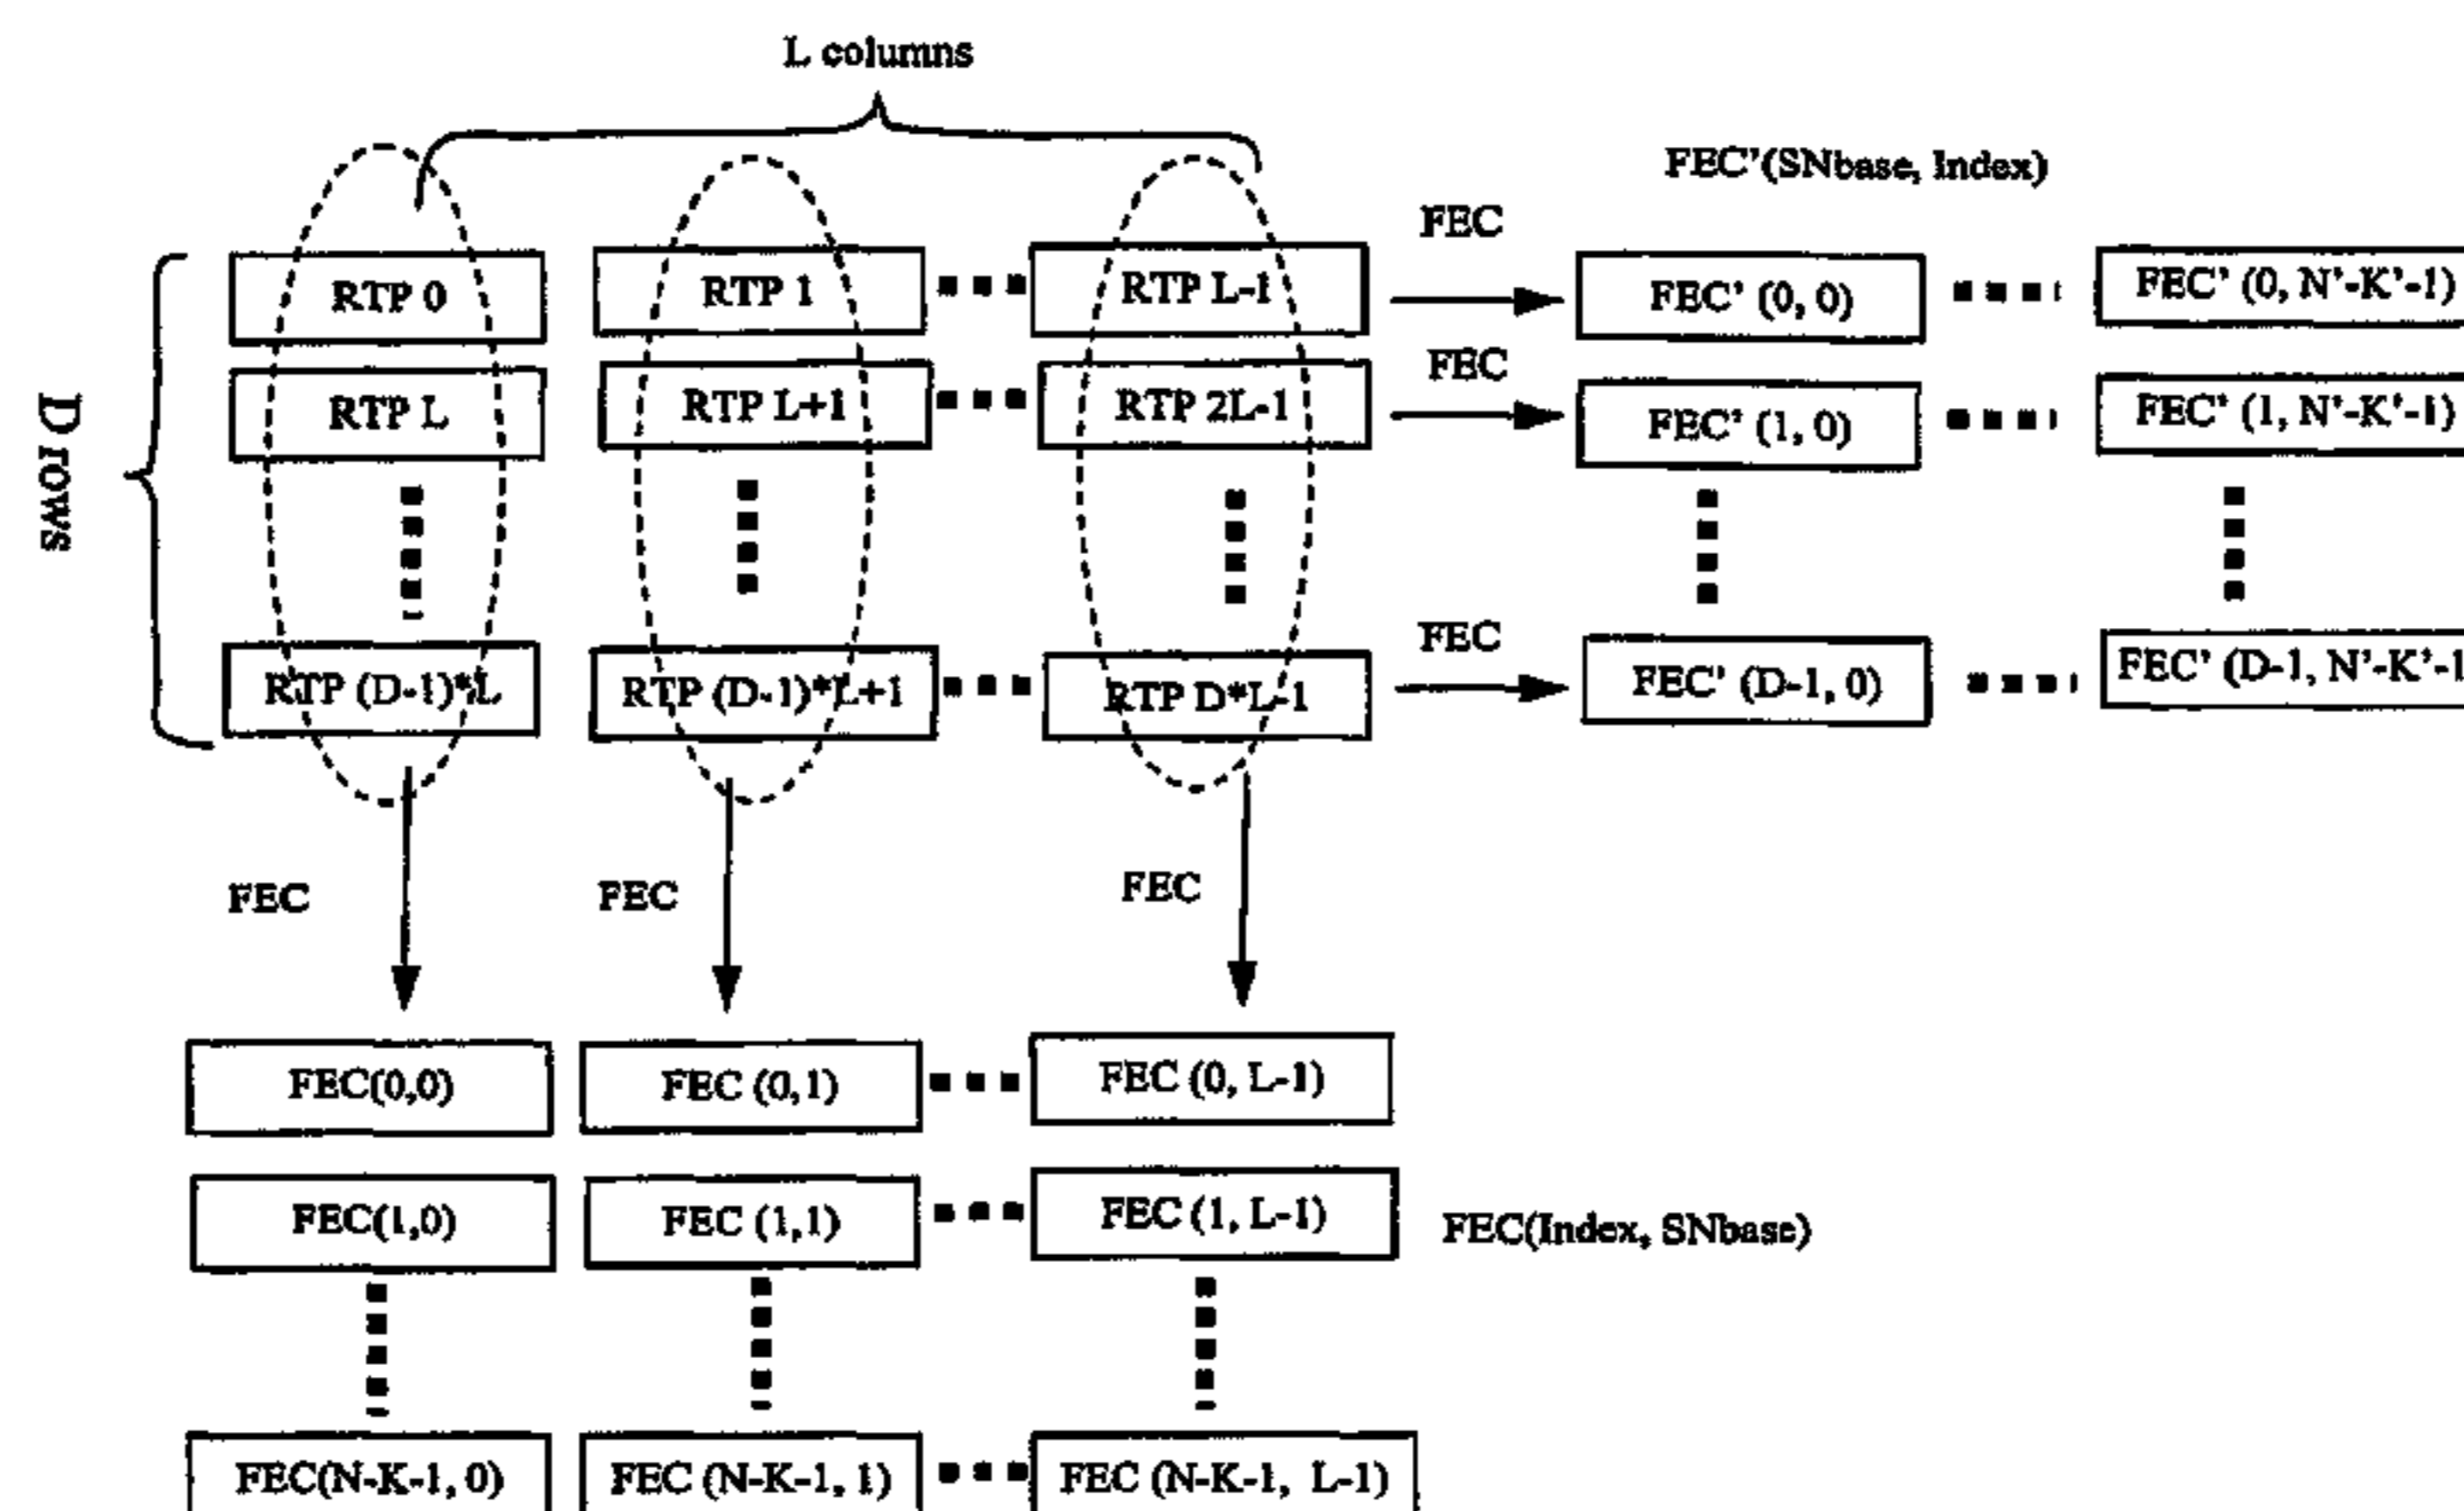 L columns
FEC'(SNbase, Index)
D rows
RTP 0
RTP 1
RTP L-1
FEC
FEC' (0, 0)
FEC' (0, N'-K'-1)
RTP L
RTP L+1
RTP 2L-1
FEC
FEC' (1, 0)
FEC' (1, N'-K'-1)
RTP (D-1)*L
RTP (D-1)*L+1
RTP D*L-1
FEC
FEC' (D-1, 0)
FEC' (D-1, N'-K'-1
FEC
FEC
FEC
FEC(0,0)
FEC (0,1)
FEC (0, L-1)
FEC(1,0)
FEC (1,1)
FEC (1, L-1)
FEC(Index, SNbase)
FEC(N-K-1, 0)
FEC (N-K-1, 1)
FEC (N-K-1, L-1)